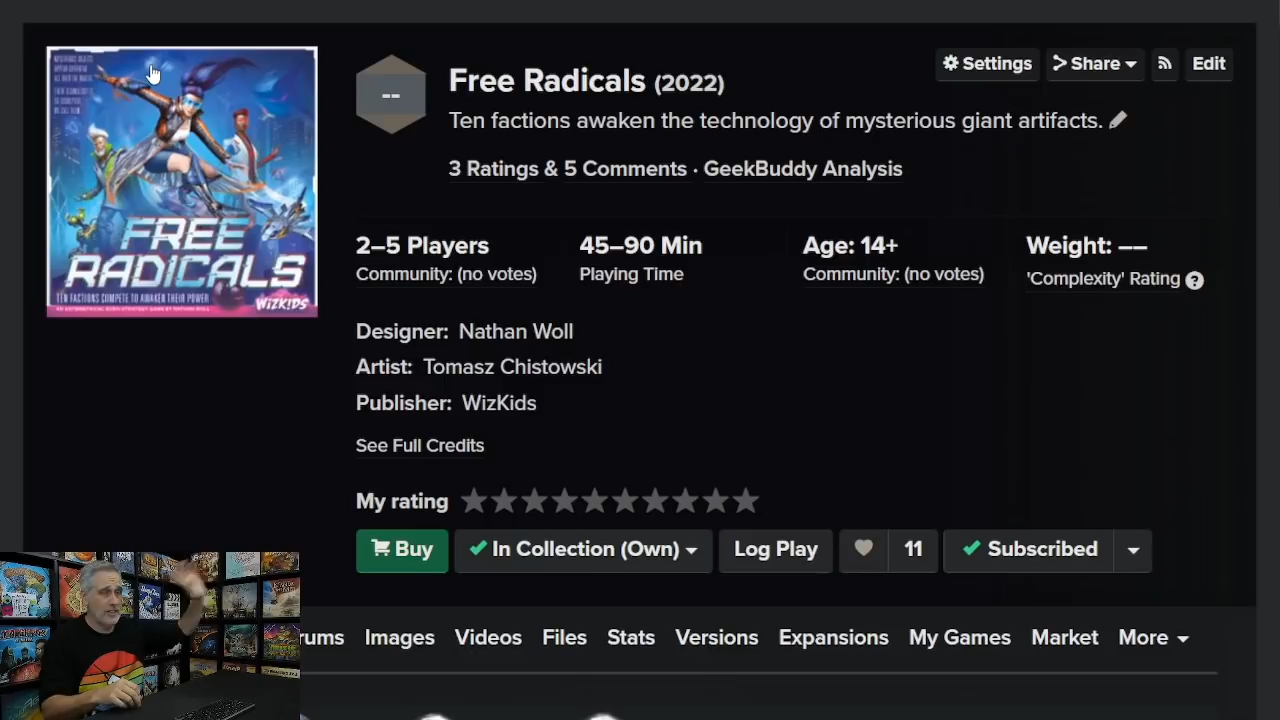 Settings
Share
Edit
Free Radicals (2022)
--
Ten factions awaken the technology of mysterious giant artifacts.
3 Ratings & 5 Comments · GeekBuddy Analysis
FREE
RADICALS
TEN FACTIONS COMPETE TO AWAKEN THEIR POWER
WIZKIDS
2–5 Players
Community: (no votes)
45–90 Min
Playing Time
Age: 14+
Community: (no votes)
Weight: ––
'Complexity' Rating ?
Designer: Nathan Woll
Artist: Tomasz Chistowski
Publisher: WizKids
See Full Credits
My rating
Buy
In Collection (Own)
Log Play
11
Subscribed
rums
Images
Videos
Files
Stats
Versions
Expansions
My Games
Market
More